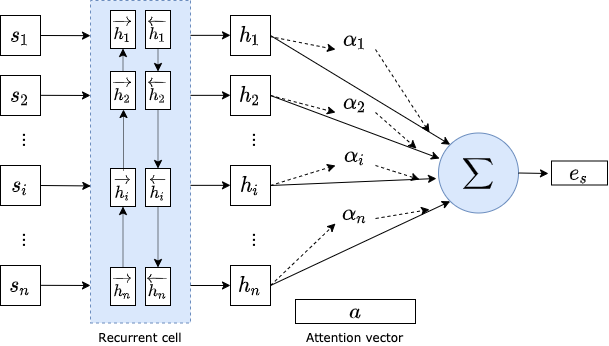 s₁ →h₁ ←h₁ h₁ α₁
s₂ →h₂ ←h₂ h₂ α₂
⋮ ⋮
sᵢ →hᵢ ←hᵢ hᵢ αᵢ Σ eₛ
⋮ ⋮
sₙ →hₙ ←hₙ hₙ αₙ
a
Recurrent cell Attention vector